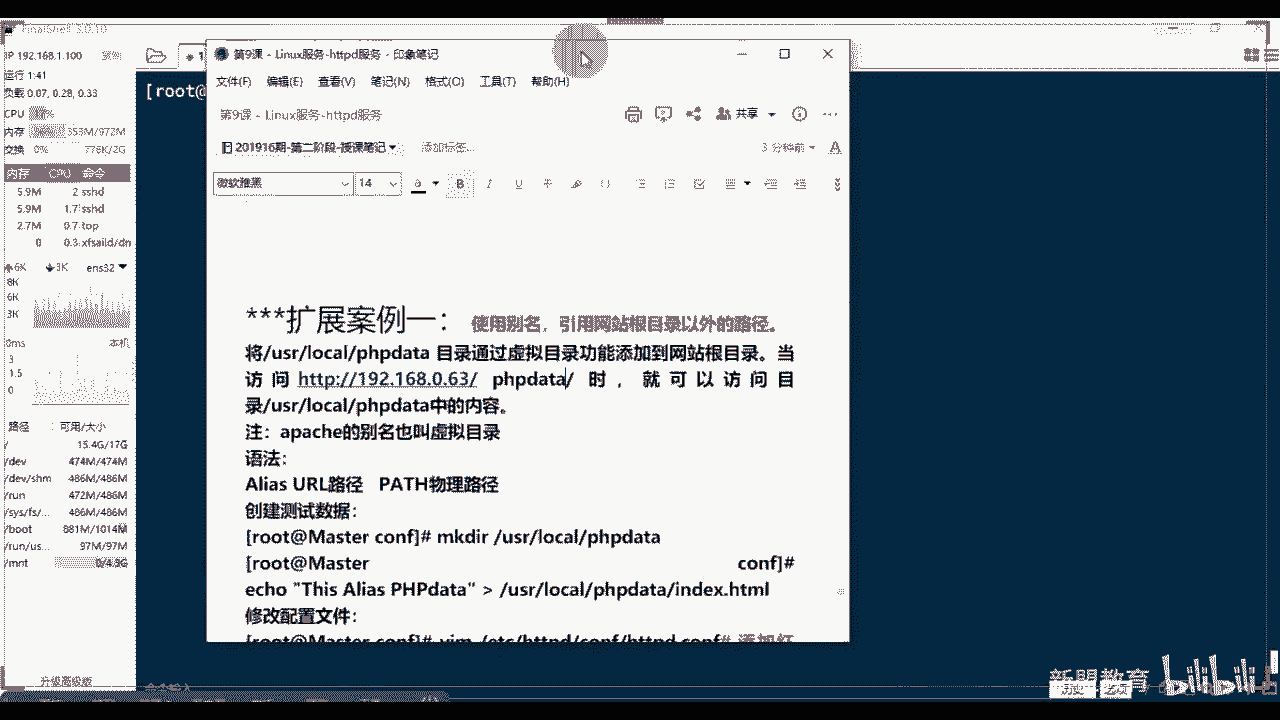 FinalShell 3.0.10
IP 192.168.1.100
运行 1:41
负载 0.07, 0.28, 0.33
CPU
内存 353M/972M
交换 0% 776K/2G
内存 CPU 命令
5.9M 2 sshd
5.9M 1.7 sshd
2.7M 0.7 top
0 0.3 xfsaild/dn
6K 3K ens32
8K
6K
3K
0ms 本机
3
1.5
0
路径 可用/大小
/ 15.4G/17G
/dev 474M/474M
/dev/shm 486M/486M
/run 472M/486M
/sys/fs/... 486M/486M
/boot 881M/1014M
/run/us... 97M/97M
/mnt 0/4.3G
升级高级版
[root@
第9课 - Linux服务-httpd服务 - 印象笔记
文件(F) 编辑(E) 查看(V) 笔记(N) 格式(O) 工具(T) 帮助(H)
第9课 - Linux服务-httpd服务
共享
201916期-第二阶段-授课笔记
添加标签...
3 分钟前
微软雅黑 14
***扩展案例一： 使用别名，引用网站根目录以外的路径。
将/usr/local/phpdata 目录通过虚拟目录功能添加到网站根目录。当
访问http://192.168.0.63/ phpdata/ 时，就可以访问目
录/usr/local/phpdata中的内容。
注：apache的别名也叫虚拟目录
语法：
Alias URL路径 PATH物理路径
创建测试数据：
[root@Master conf]# mkdir /usr/local/phpdata
[root@Master conf]#
echo "This Alias PHPdata" > /usr/local/phpdata/index.html
修改配置文件：
[root@Master conf]# vim /etc/httpd/conf/httpd.conf# 添加红
命令输入
历史
新盟教育
bilibili